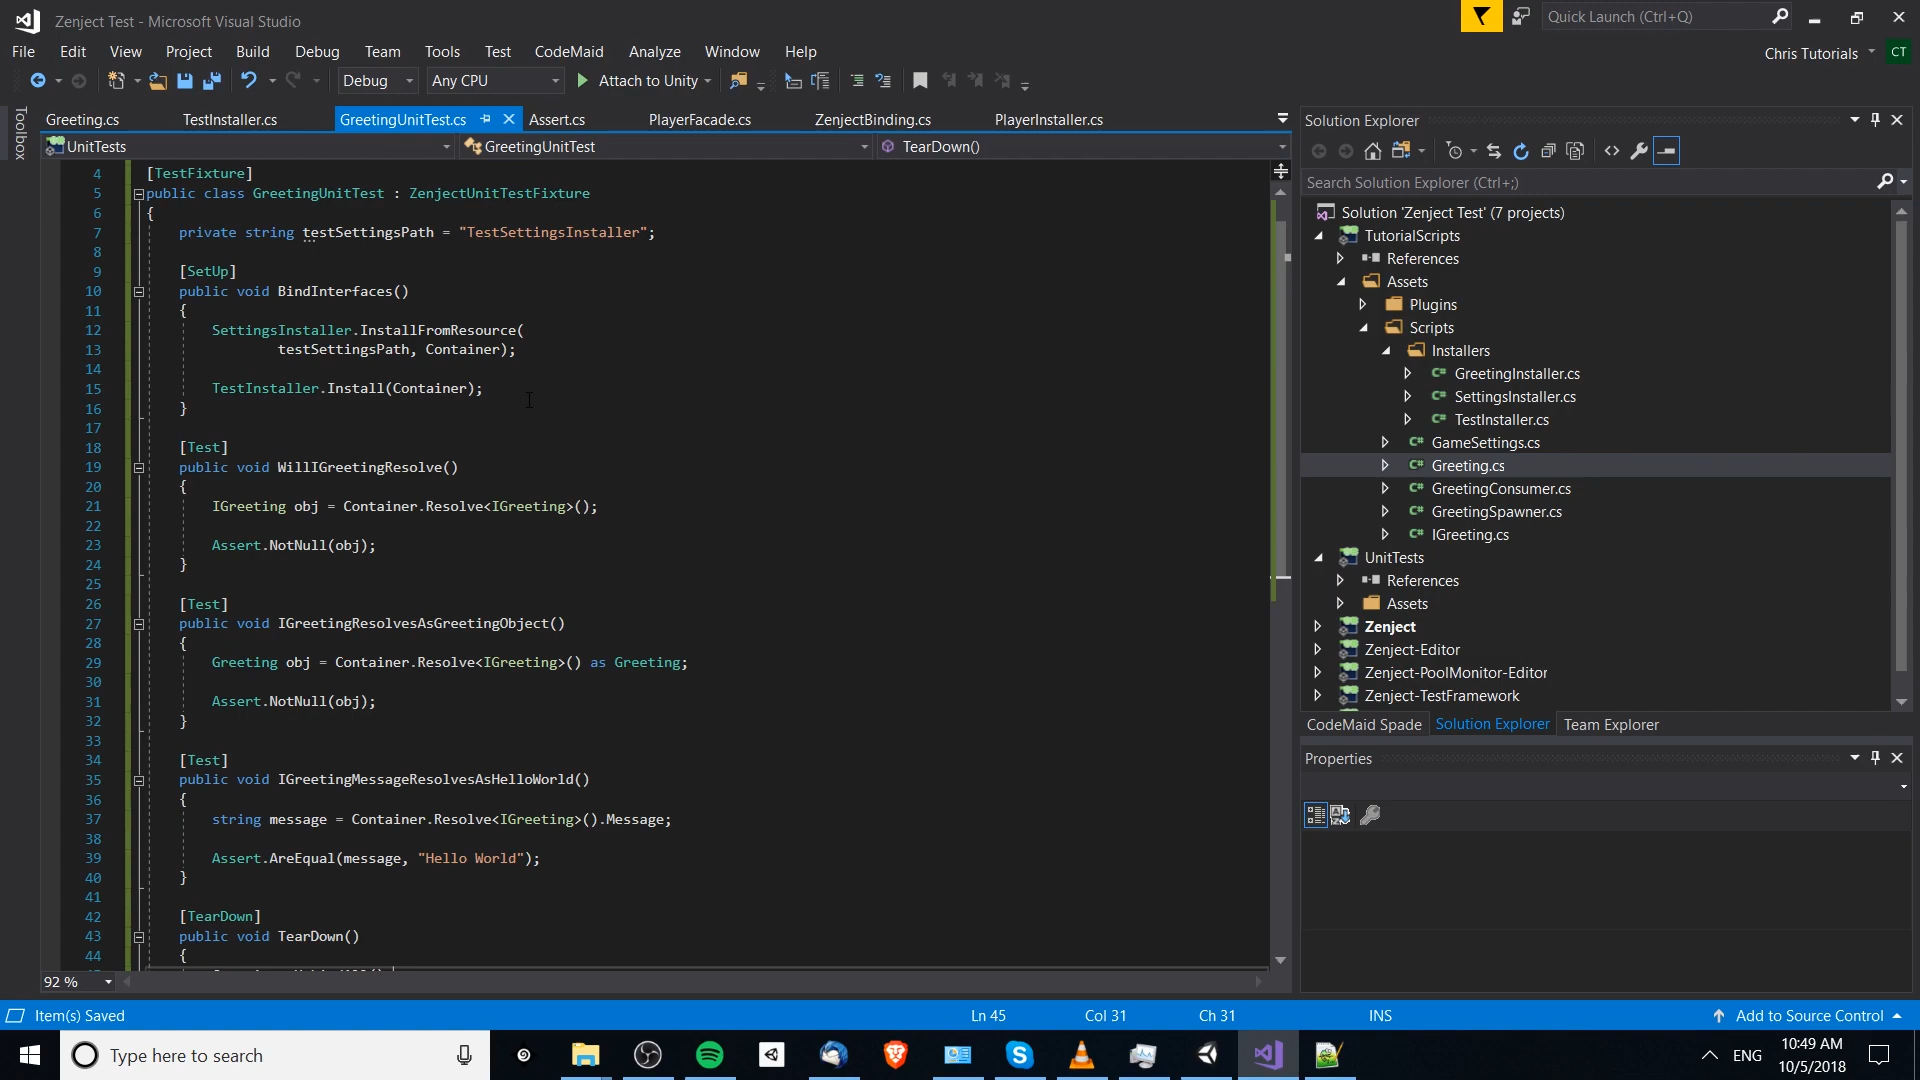 Zenject Test - Microsoft Visual Studio
Quick Launch (Ctrl+Q)
File Edit View Project Build Debug Team Tools Test CodeMaid Analyze Window Help
Chris Tutorials CT
Debug Any CPU Attach to Unity
Toolbox
Greeting.cs TestInstaller.cs GreetingUnitTest.cs Assert.cs PlayerFacade.cs ZenjectBinding.cs PlayerInstaller.cs
UnitTests GreetingUnitTest TearDown()
4 [TestFixture]
5 public class GreetingUnitTest : ZenjectUnitTestFixture
6 {
7 private string testSettingsPath = "TestSettingsInstaller";
8
9 [SetUp]
10 public void BindInterfaces()
11 {
12 SettingsInstaller.InstallFromResource(
13 testSettingsPath, Container);
14
15 TestInstaller.Install(Container);
16 }
17
18 [Test]
19 public void WillIGreetingResolve()
20 {
21 IGreeting obj = Container.Resolve<IGreeting>();
22
23 Assert.NotNull(obj);
24 }
25
26 [Test]
27 public void IGreetingResolvesAsGreetingObject()
28 {
29 Greeting obj = Container.Resolve<IGreeting>() as Greeting;
30
31 Assert.NotNull(obj);
32 }
33
34 [Test]
35 public void IGreetingMessageResolvesAsHelloWorld()
36 {
37 string message = Container.Resolve<IGreeting>().Message;
38
39 Assert.AreEqual(message, "Hello World");
40 }
41
42 [TearDown]
43 public void TearDown()
44 {
92 %
Solution Explorer
Search Solution Explorer (Ctrl+;)
Solution 'Zenject Test' (7 projects)
TutorialScripts
References
Assets
Plugins
Scripts
Installers
C# GreetingInstaller.cs
C# SettingsInstaller.cs
C# TestInstaller.cs
C# GameSettings.cs
C# Greeting.cs
C# GreetingConsumer.cs
C# GreetingSpawner.cs
C# IGreeting.cs
UnitTests
References
Assets
Zenject
Zenject-Editor
Zenject-PoolMonitor-Editor
Zenject-TestFramework
CodeMaid Spade Solution Explorer Team Explorer
Properties
Item(s) Saved Ln 45 Col 31 Ch 31 INS Add to Source Control
Type here to search
ENG
10:49 AM
10/5/2018